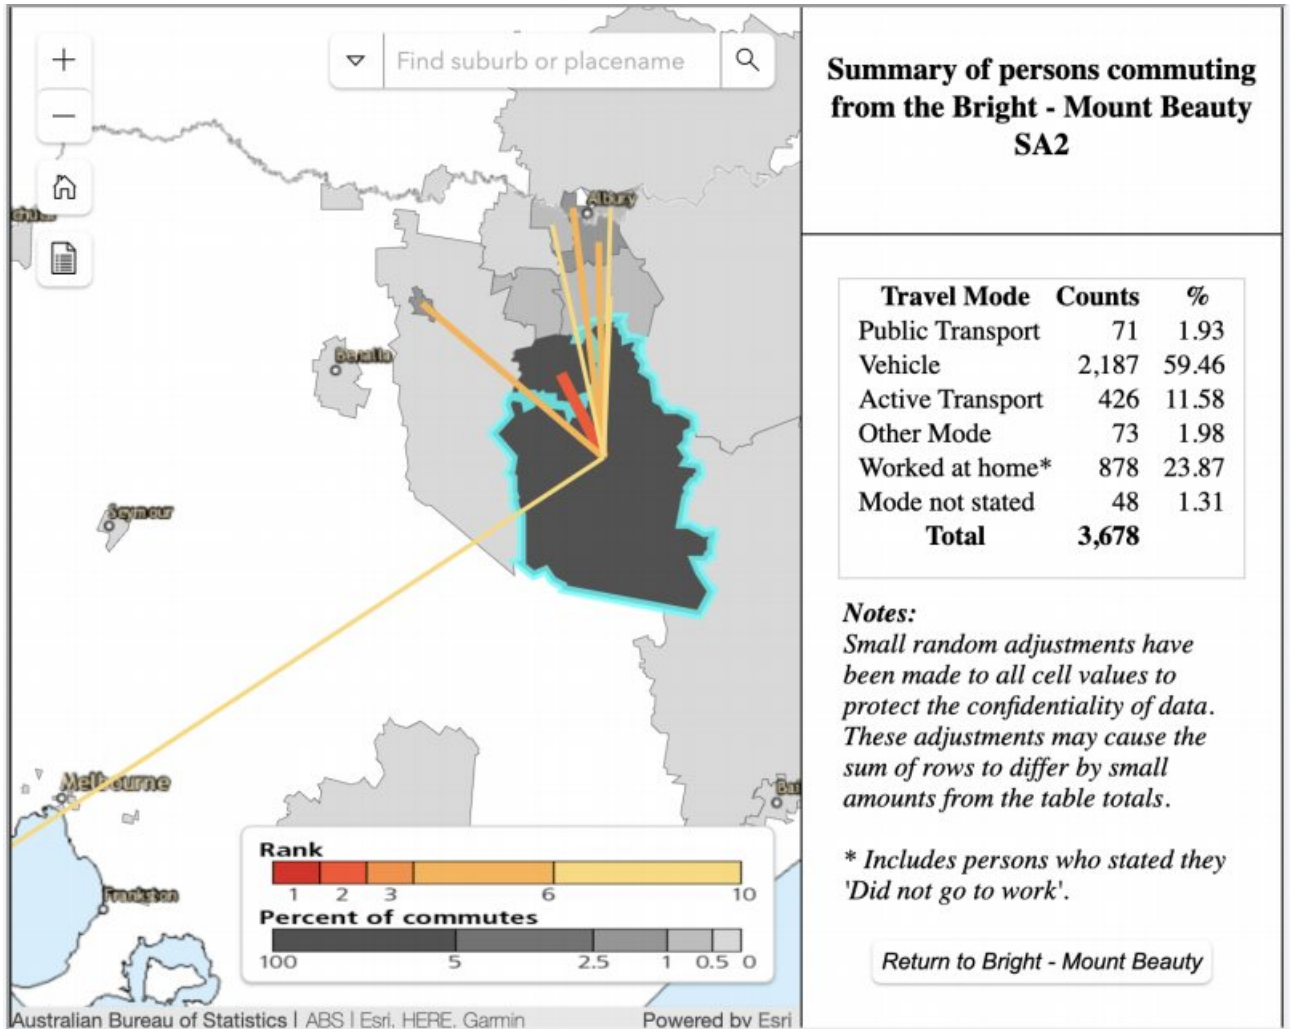 Find suburb or placename
Albury
Benalla
Seymour
Melbourne
Frankston
Rank
1 2 3 6 10
Percent of commutes
100 5 2.5 1 0.5 0
Australian Bureau of Statistics | ABS | Esri, HERE, Garmin
Powered by Esri
Summary of persons commuting
from the Bright - Mount Beauty
SA2
Travel Mode Counts %
Public Transport 71 1.93
Vehicle 2,187 59.46
Active Transport 426 11.58
Other Mode 73 1.98
Worked at home* 878 23.87
Mode not stated 48 1.31
Total 3,678
Notes:
Small random adjustments have
been made to all cell values to
protect the confidentiality of data.
These adjustments may cause the
sum of rows to differ by small
amounts from the table totals.
* Includes persons who stated they
'Did not go to work'.
Return to Bright - Mount Beauty